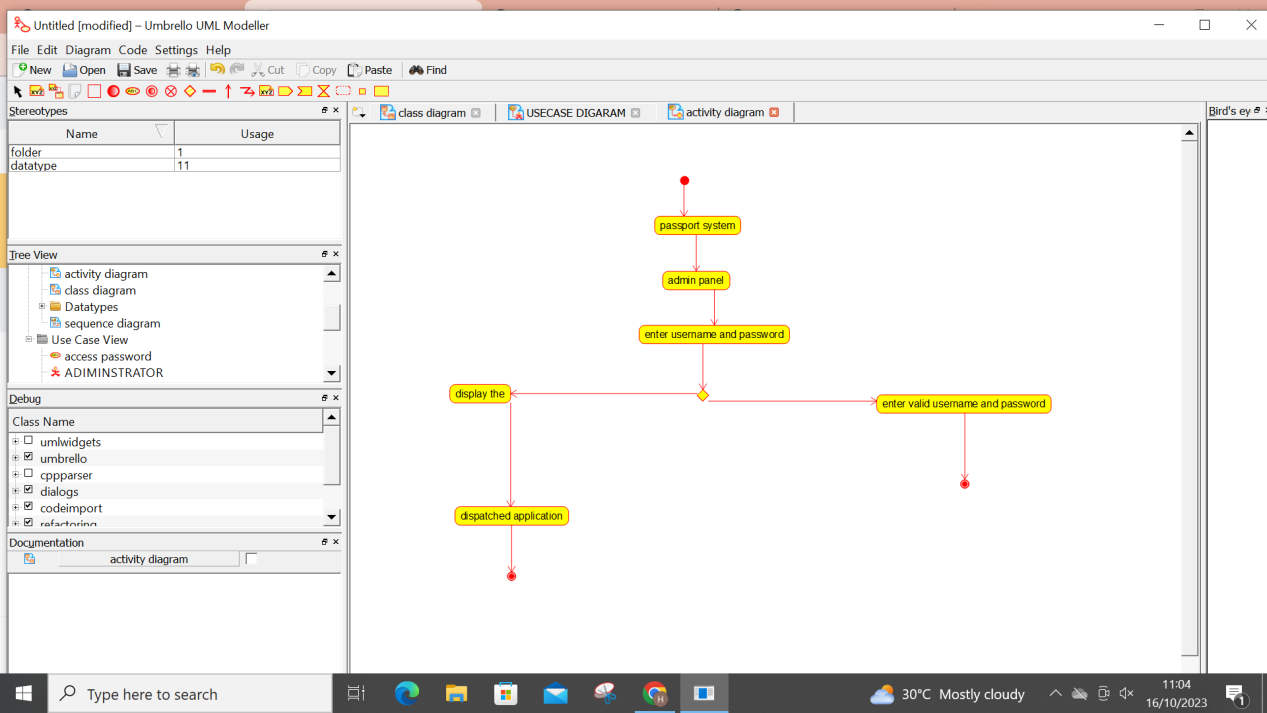 Untitled [modified] – Umbrello UML Modeller
File Edit Diagram Code Settings Help
New Open Save Cut Copy Paste Find
Stereotypes
Name Usage
folder 1
datatype 11
Tree View
activity diagram
class diagram
Datatypes
sequence diagram
Use Case View
access password
ADIMINSTRATOR
Debug
Class Name
umlwidgets
umbrello
cppparser
dialogs
codeimport
refactoring
Documentation
activity diagram
class diagram USECASE DIGARAM activity diagram
Bird's ey
passport system
admin panel
enter username and password
display the
enter valid username and password
dispatched application
Type here to search
H
30°C Mostly cloudy
11:04
16/10/2023
1